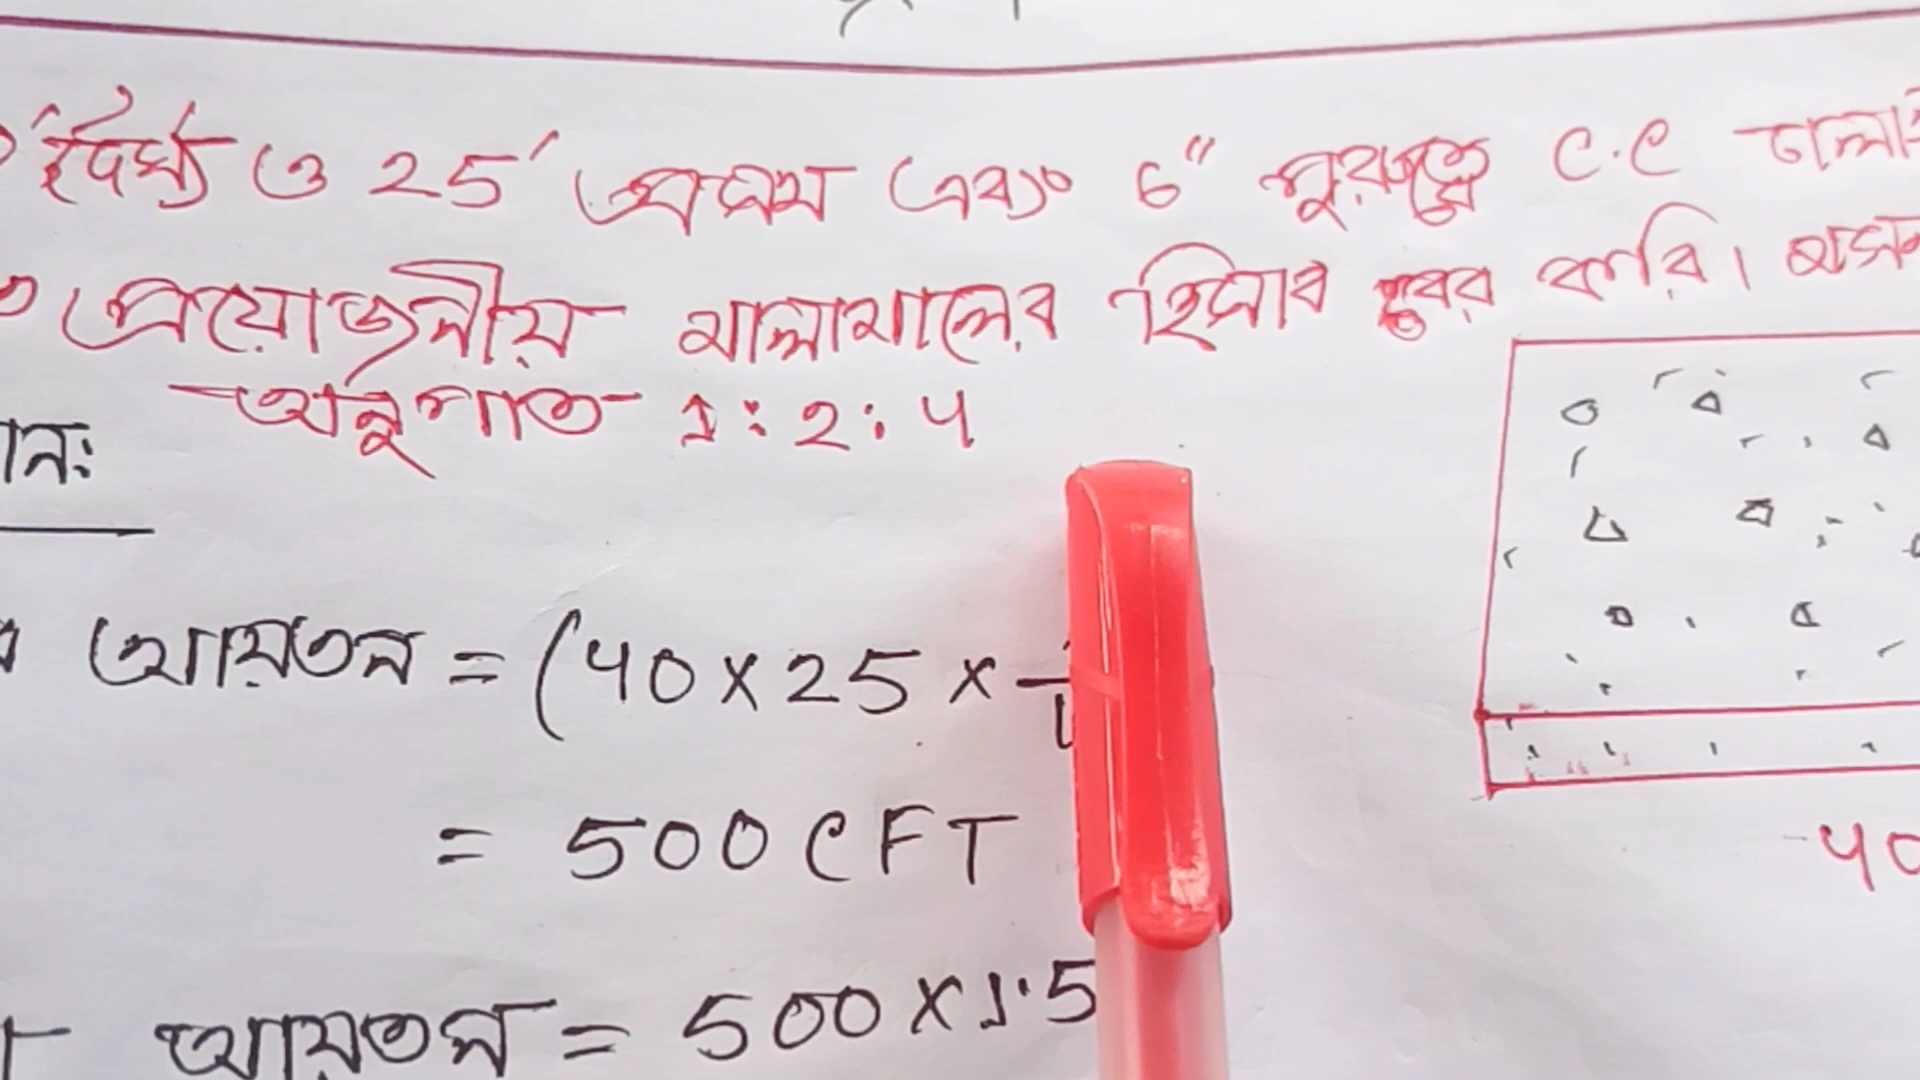 দৈর্ঘ্য ও 25' প্রস্থ এবং 6" পুরুত্বে C.C ঢালাই
প্রয়োজনীয় মালামালের হিসাব বের করি।
অনুপাত 1:2:4
আয়তন = (40 x 25 x
= 500 CFT
আয়তন = 500 x 1.5
40